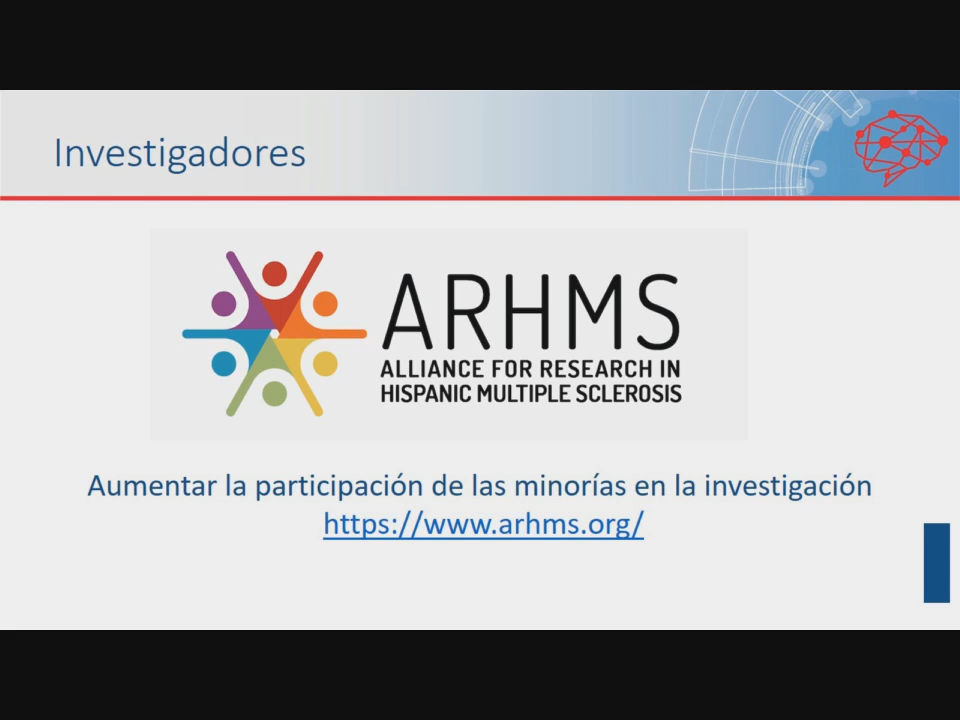 Investigadores
ARHMS
ALLIANCE FOR RESEARCH IN
HISPANIC MULTIPLE SCLEROSIS
Aumentar la participación de las minorías en la investigación
https://www.arhms.org/